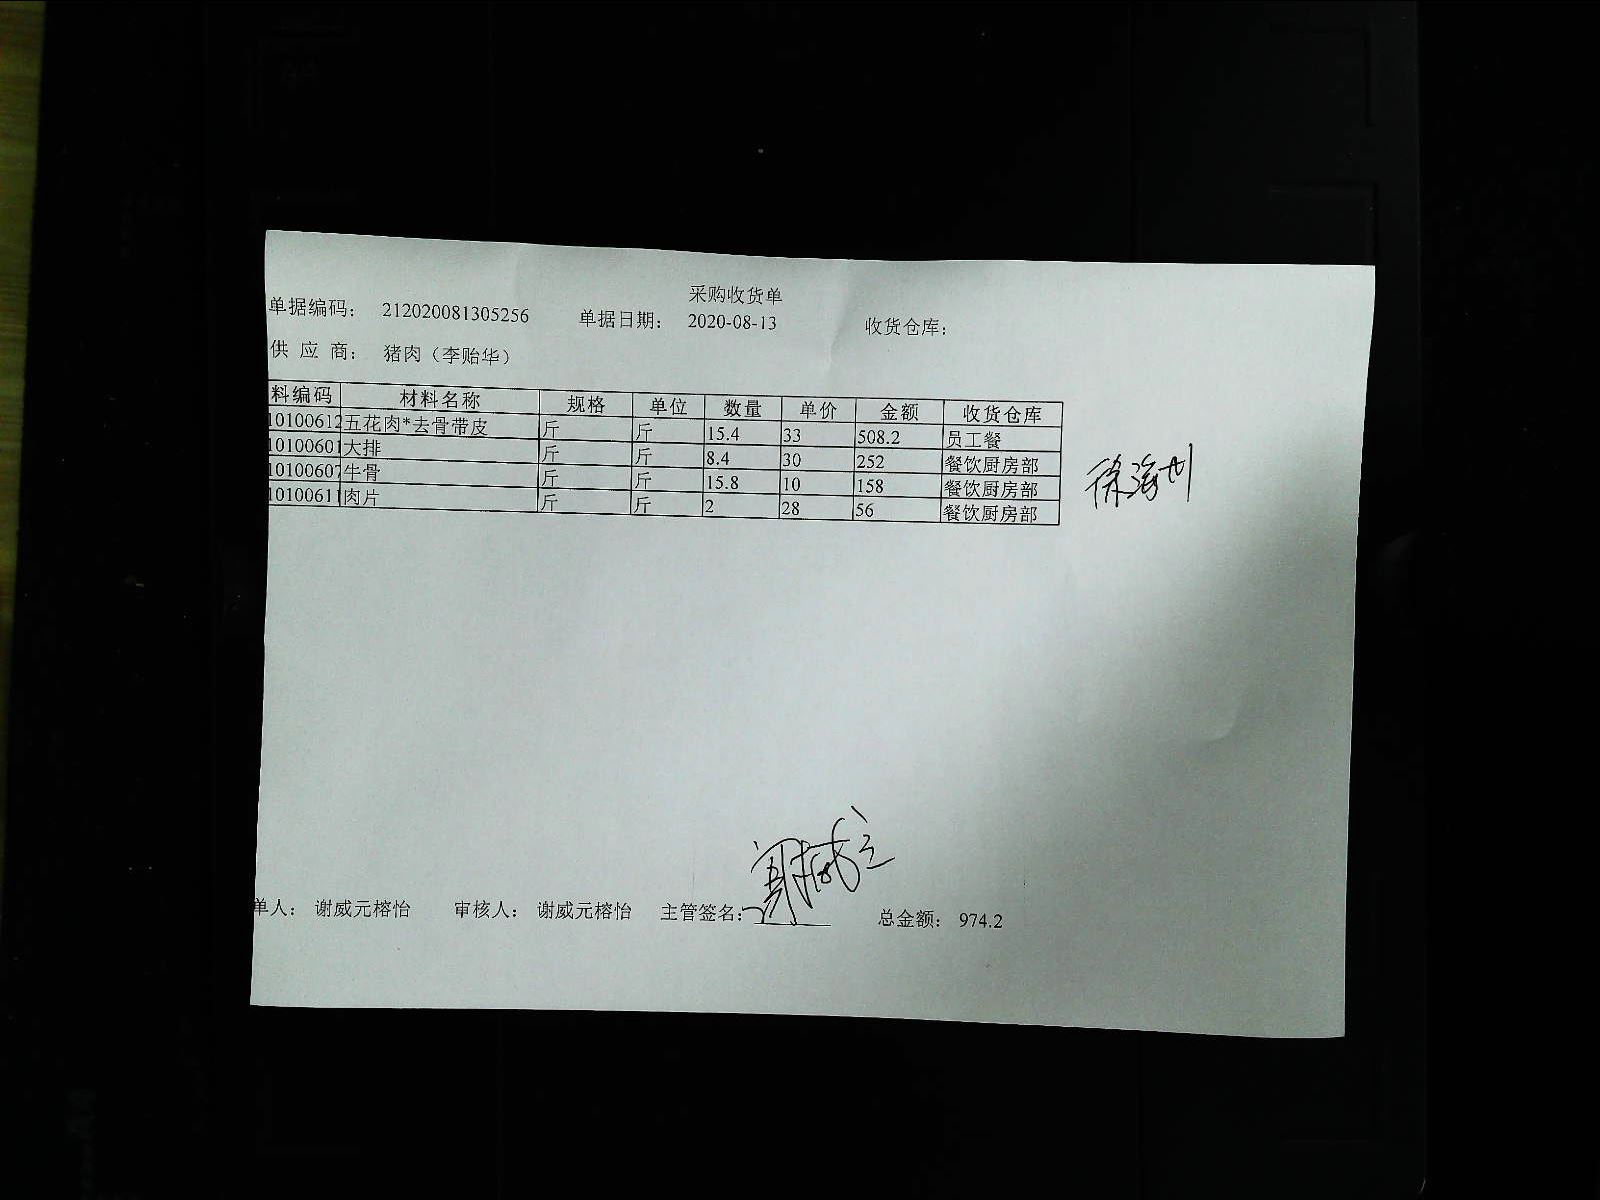 采购收货单
单据编码： 212020081305256 单据日期： 2020-08-13 收货仓库：
供 应 商： 猪肉（李贻华）
料编码 材料名称 规格 单位 数量 单价 金额 收货仓库
10100612 五花肉*去骨带皮 斤 斤 15.4 33 508.2 员工餐
10100601 大排 斤 斤 8.4 30 252 餐饮厨房部
10100607 牛骨 斤 斤 15.8 10 158 餐饮厨房部
10100611 肉片 斤 斤 2 28 56 餐饮厨房部
单人： 谢威元榕怡 审核人： 谢威元榕怡 主管签名： 总金额： 974.2